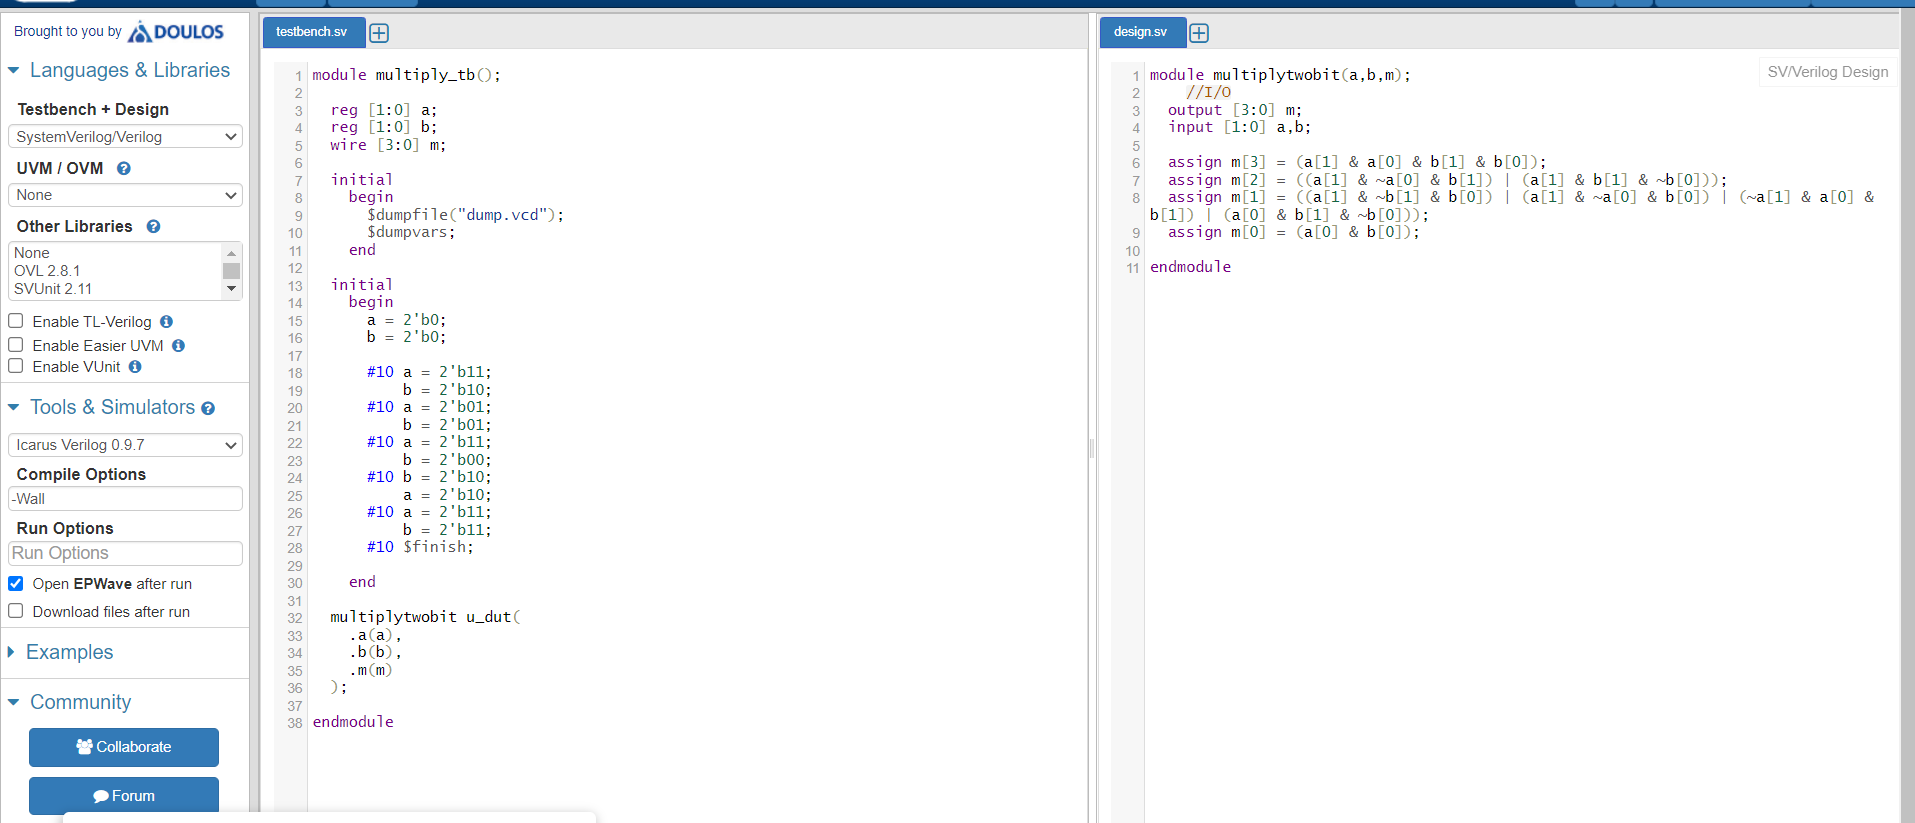 Brought to you by DOULOS
Languages & Libraries
Testbench + Design
SystemVerilog/Verilog
UVM / OVM ?
None
Other Libraries ?
None
OVL 2.8.1
SVUnit 2.11
Enable TL-Verilog i
Enable Easier UVM i
Enable VUnit i
Tools & Simulators ?
Icarus Verilog 0.9.7
Compile Options
-Wall
Run Options
Run Options
Open EPWave after run
Download files after run
Examples
Community
Collaborate
Forum
testbench.sv
1 module multiply_tb();
2
3 reg [1:0] a;
4 reg [1:0] b;
5 wire [3:0] m;
6
7 initial
8 begin
9 $dumpfile("dump.vcd");
10 $dumpvars;
11 end
12
13 initial
14 begin
15 a = 2'b0;
16 b = 2'b0;
17
18 #10 a = 2'b11;
19 b = 2'b10;
20 #10 a = 2'b01;
21 b = 2'b01;
22 #10 a = 2'b11;
23 b = 2'b00;
24 #10 b = 2'b10;
25 a = 2'b10;
26 #10 a = 2'b11;
27 b = 2'b11;
28 #10 $finish;
29
30 end
31
32 multiplytwobit u_dut(
33 .a(a),
34 .b(b),
35 .m(m)
36 );
37
38 endmodule
design.sv
SV/Verilog Design
1 module multiplytwobit(a,b,m);
2 //I/O
3 output [3:0] m;
4 input [1:0] a,b;
5
6 assign m[3] = (a[1] & a[0] & b[1] & b[0]);
7 assign m[2] = ((a[1] & ~a[0] & b[1]) | (a[1] & b[1] & ~b[0]));
8 assign m[1] = ((a[1] & ~b[1] & b[0]) | (a[1] & ~a[0] & b[0]) | (~a[1] & a[0] &
b[1]) | (a[0] & b[1] & ~b[0]));
9 assign m[0] = (a[0] & b[0]);
10
11 endmodule